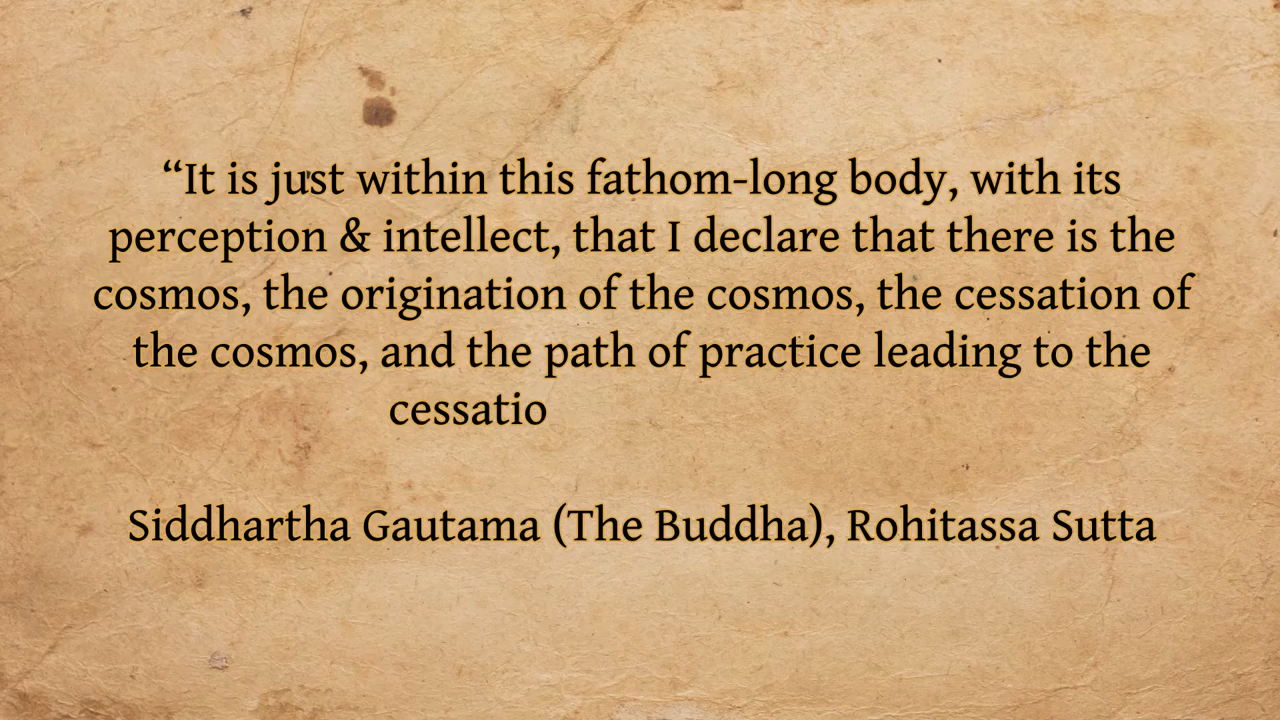 “It is just within this fathom-long body, with its
perception & intellect, that I declare that there is the
cosmos, the origination of the cosmos, the cessation of
the cosmos, and the path of practice leading to the
cessatio
Siddhartha Gautama (The Buddha), Rohitassa Sutta